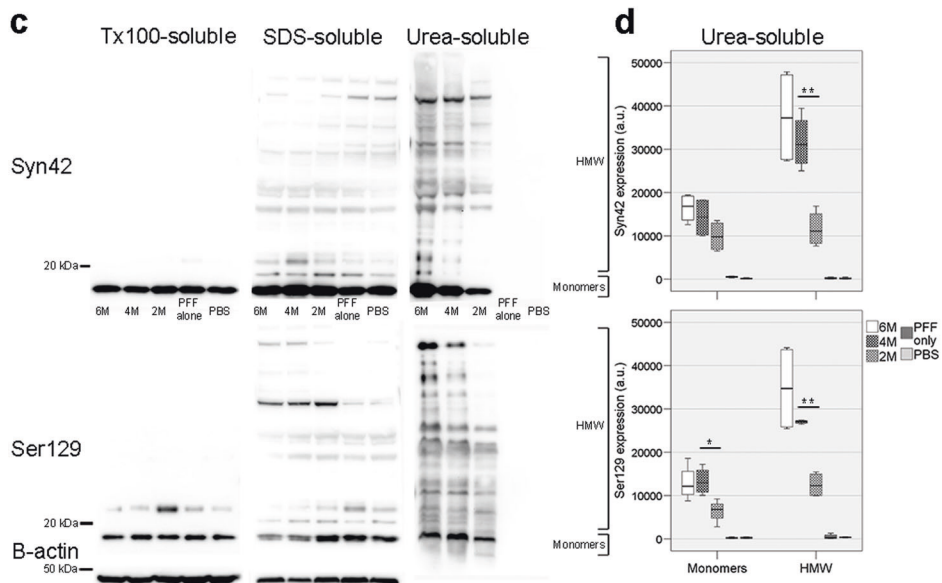 c
Tx100-soluble SDS-soluble Urea-soluble
Syn42
20 kDa
HMW
Monomers
6M 4M 2M PFF alone PBS 6M 4M 2M PFF alone PBS 6M 4M 2M PFF alone PBS
Ser129
20 kDa
B-actin
50 kDa
HMW
Monomers
d
Urea-soluble
Syn42 expression (a.u.)
50000
40000
30000
20000
10000
0
**
Ser129 expression (a.u.)
50000
40000
30000
20000
10000
0
*
**
Monomers HMW
6M PFF
4M only
2M PBS